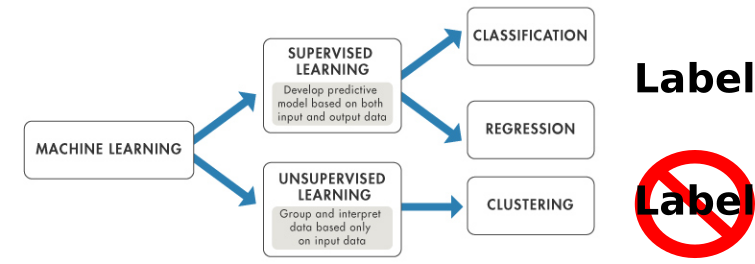 MACHINE LEARNING
SUPERVISED
LEARNING
Develop predictive
model based on both
input and output data
UNSUPERVISED
LEARNING
Group and interpret
data based only
on input data
CLASSIFICATION
REGRESSION
CLUSTERING
Label
Label